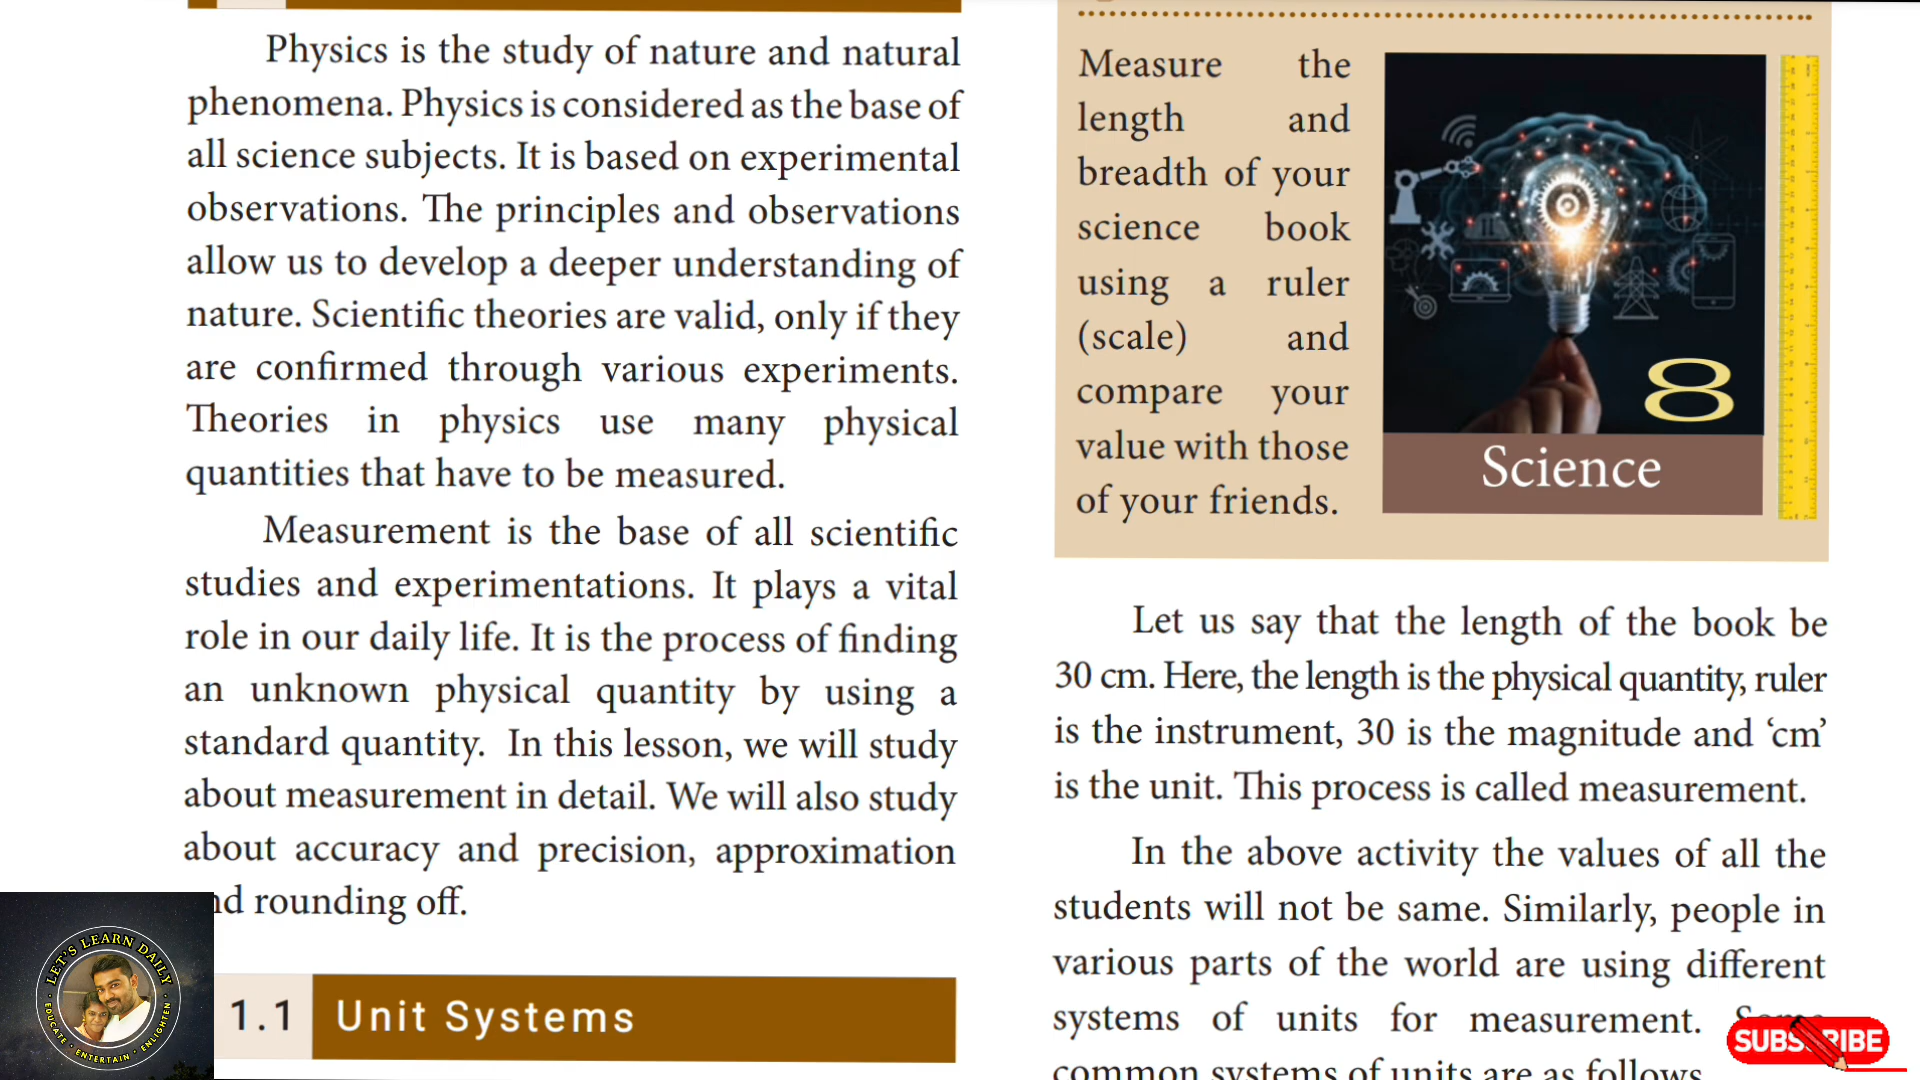 Physics is the study of nature and natural
phenomena. Physics is considered as the base of
all science subjects. It is based on experimental
observations. The principles and observations
allow us to develop a deeper understanding of
nature. Scientific theories are valid, only if they
are confirmed through various experiments.
Theories in physics use many physical
quantities that have to be measured.
Measurement is the base of all scientific
studies and experimentations. It plays a vital
role in our daily life. It is the process of finding
an unknown physical quantity by using a
standard quantity. In this lesson, we will study
about measurement in detail. We will also study
about accuracy and precision, approximation
rounding off.
1.1 Unit Systems
Measure the
length and
breadth of your
science book
using a ruler
(scale) and
compare your
value with those
of your friends.
8
Science
Let us say that the length of the book be
30 cm. Here, the length is the physical quantity, ruler
is the instrument, 30 is the magnitude and ‘cm’
is the unit. This process is called measurement.
In the above activity the values of all the
students will not be same. Similarly, people in
various parts of the world are using different
systems of units for measurement. Some
common systems of units are as follows
LET'S LEARN DAILY
EDUCATE · ENTERTAIN · ENLIGHTEN
SUBSCRIBE